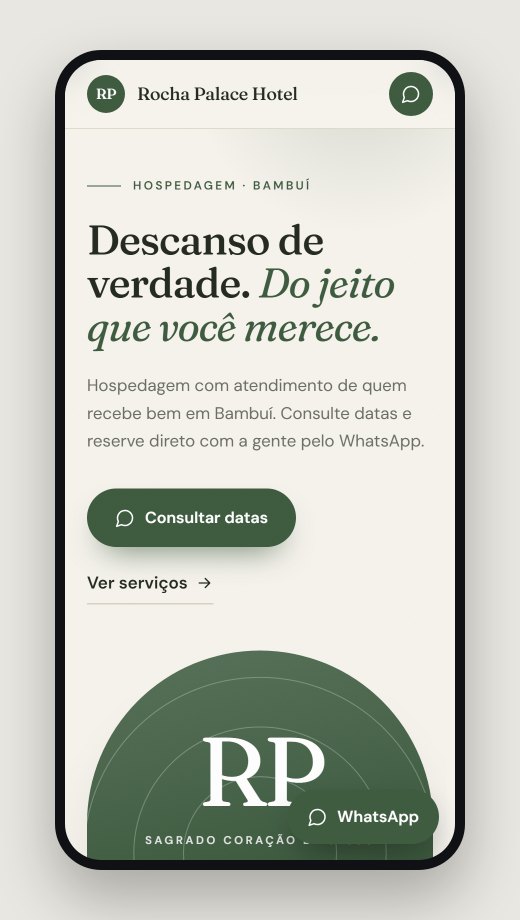 RP Rocha Palace Hotel
HOSPEDAGEM · BAMBUÍ
Descanso de
verdade. Do jeito
que você merece.
Hospedagem com atendimento de quem
recebe bem em Bambuí. Consulte datas e
reserve direto com a gente pelo WhatsApp.
Consultar datas
Ver serviços →
RP
WhatsApp
SAGRADO CORAÇÃO